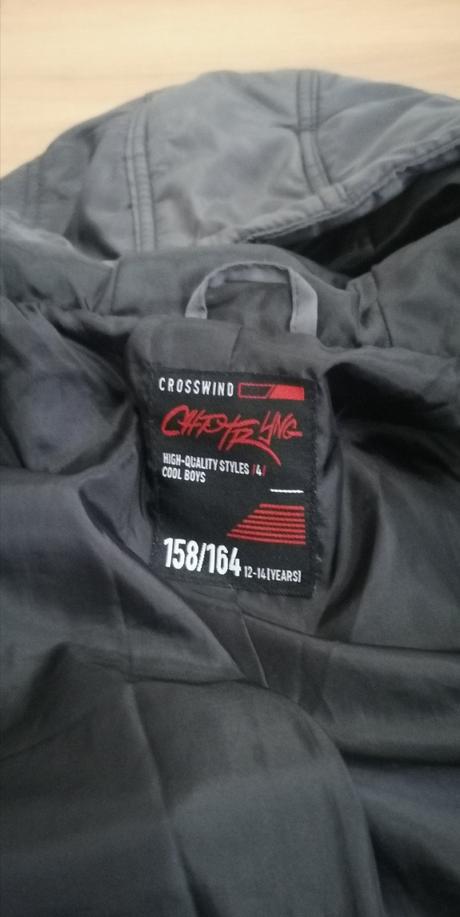 CROSSWIND
HIGH-QUALITY STYLES /4/
COOL BOYS
158/164 12-14[YEARS]